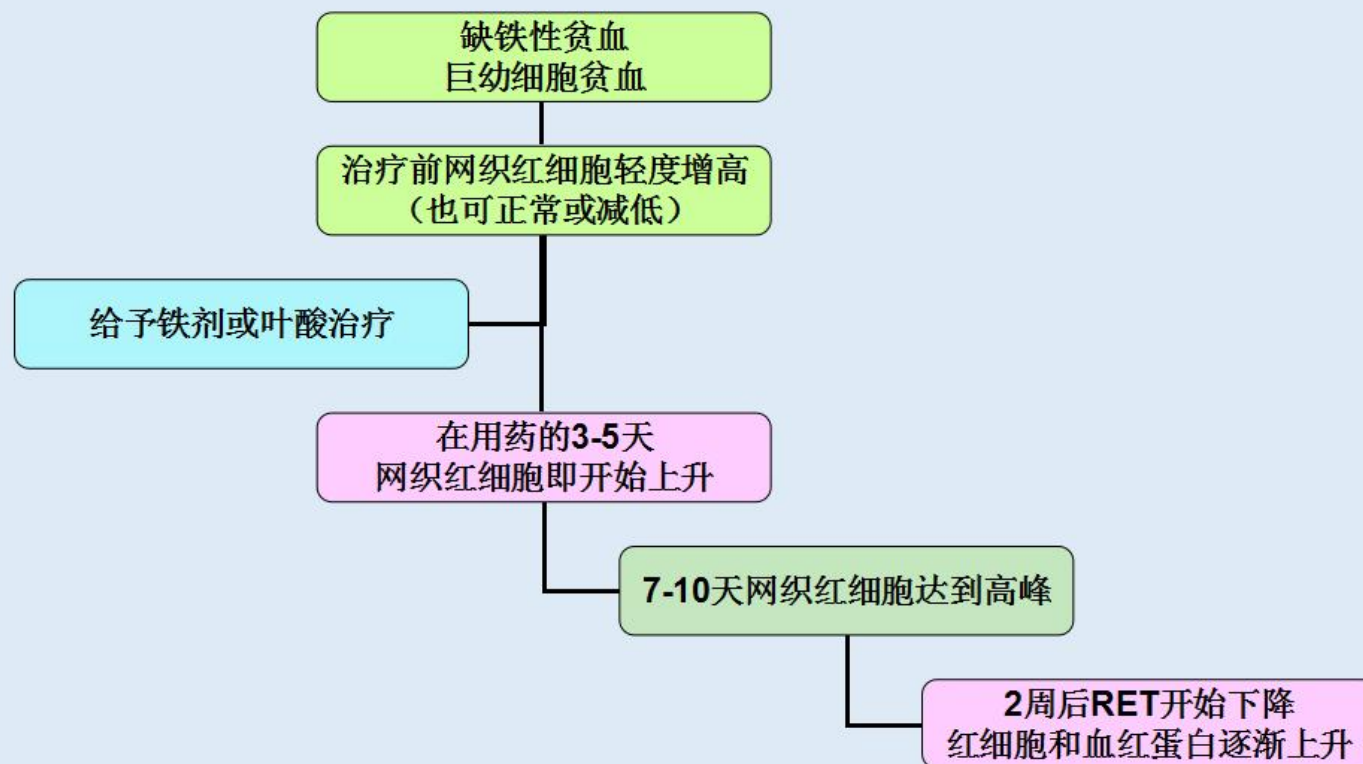 缺铁性贫血
巨幼细胞贫血
治疗前网织红细胞轻度增高
（也可正常或减低）
给予铁剂或叶酸治疗
在用药的3-5天
网织红细胞即开始上升
7-10天网织红细胞达到高峰
2周后RET开始下降
红细胞和血红蛋白逐渐上升